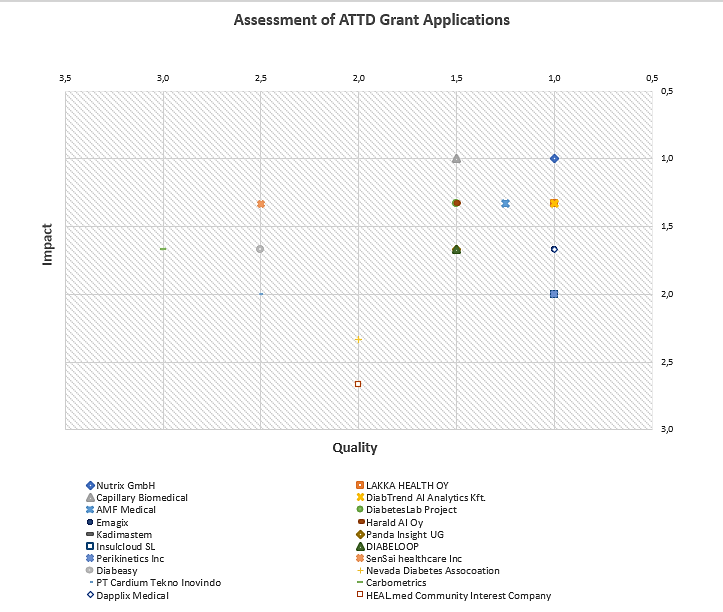 Assessment of ATTD Grant Applications
3,5 3,0 2,5 2,0 1,5 1,0 0,5
0,5
1,0
1,5
2,0
2,5
3,0
Impact
Quality
Nutrix GmbH LAKKA HEALTH OY
Capillary Biomedical DiabTrend AI Analytics Kft.
AMF Medical DiabetesLab Project
Emagix Harald AI Oy
Kadimastem Panda Insight UG
Insulcloud SL DIABELOOP
Perikinetics Inc SenSai healthcare Inc
Diabeasy Nevada Diabetes Assocoation
PT Cardium Tekno Inovindo Carbometrics
Dapplix Medical HEAL.med Community Interest Company